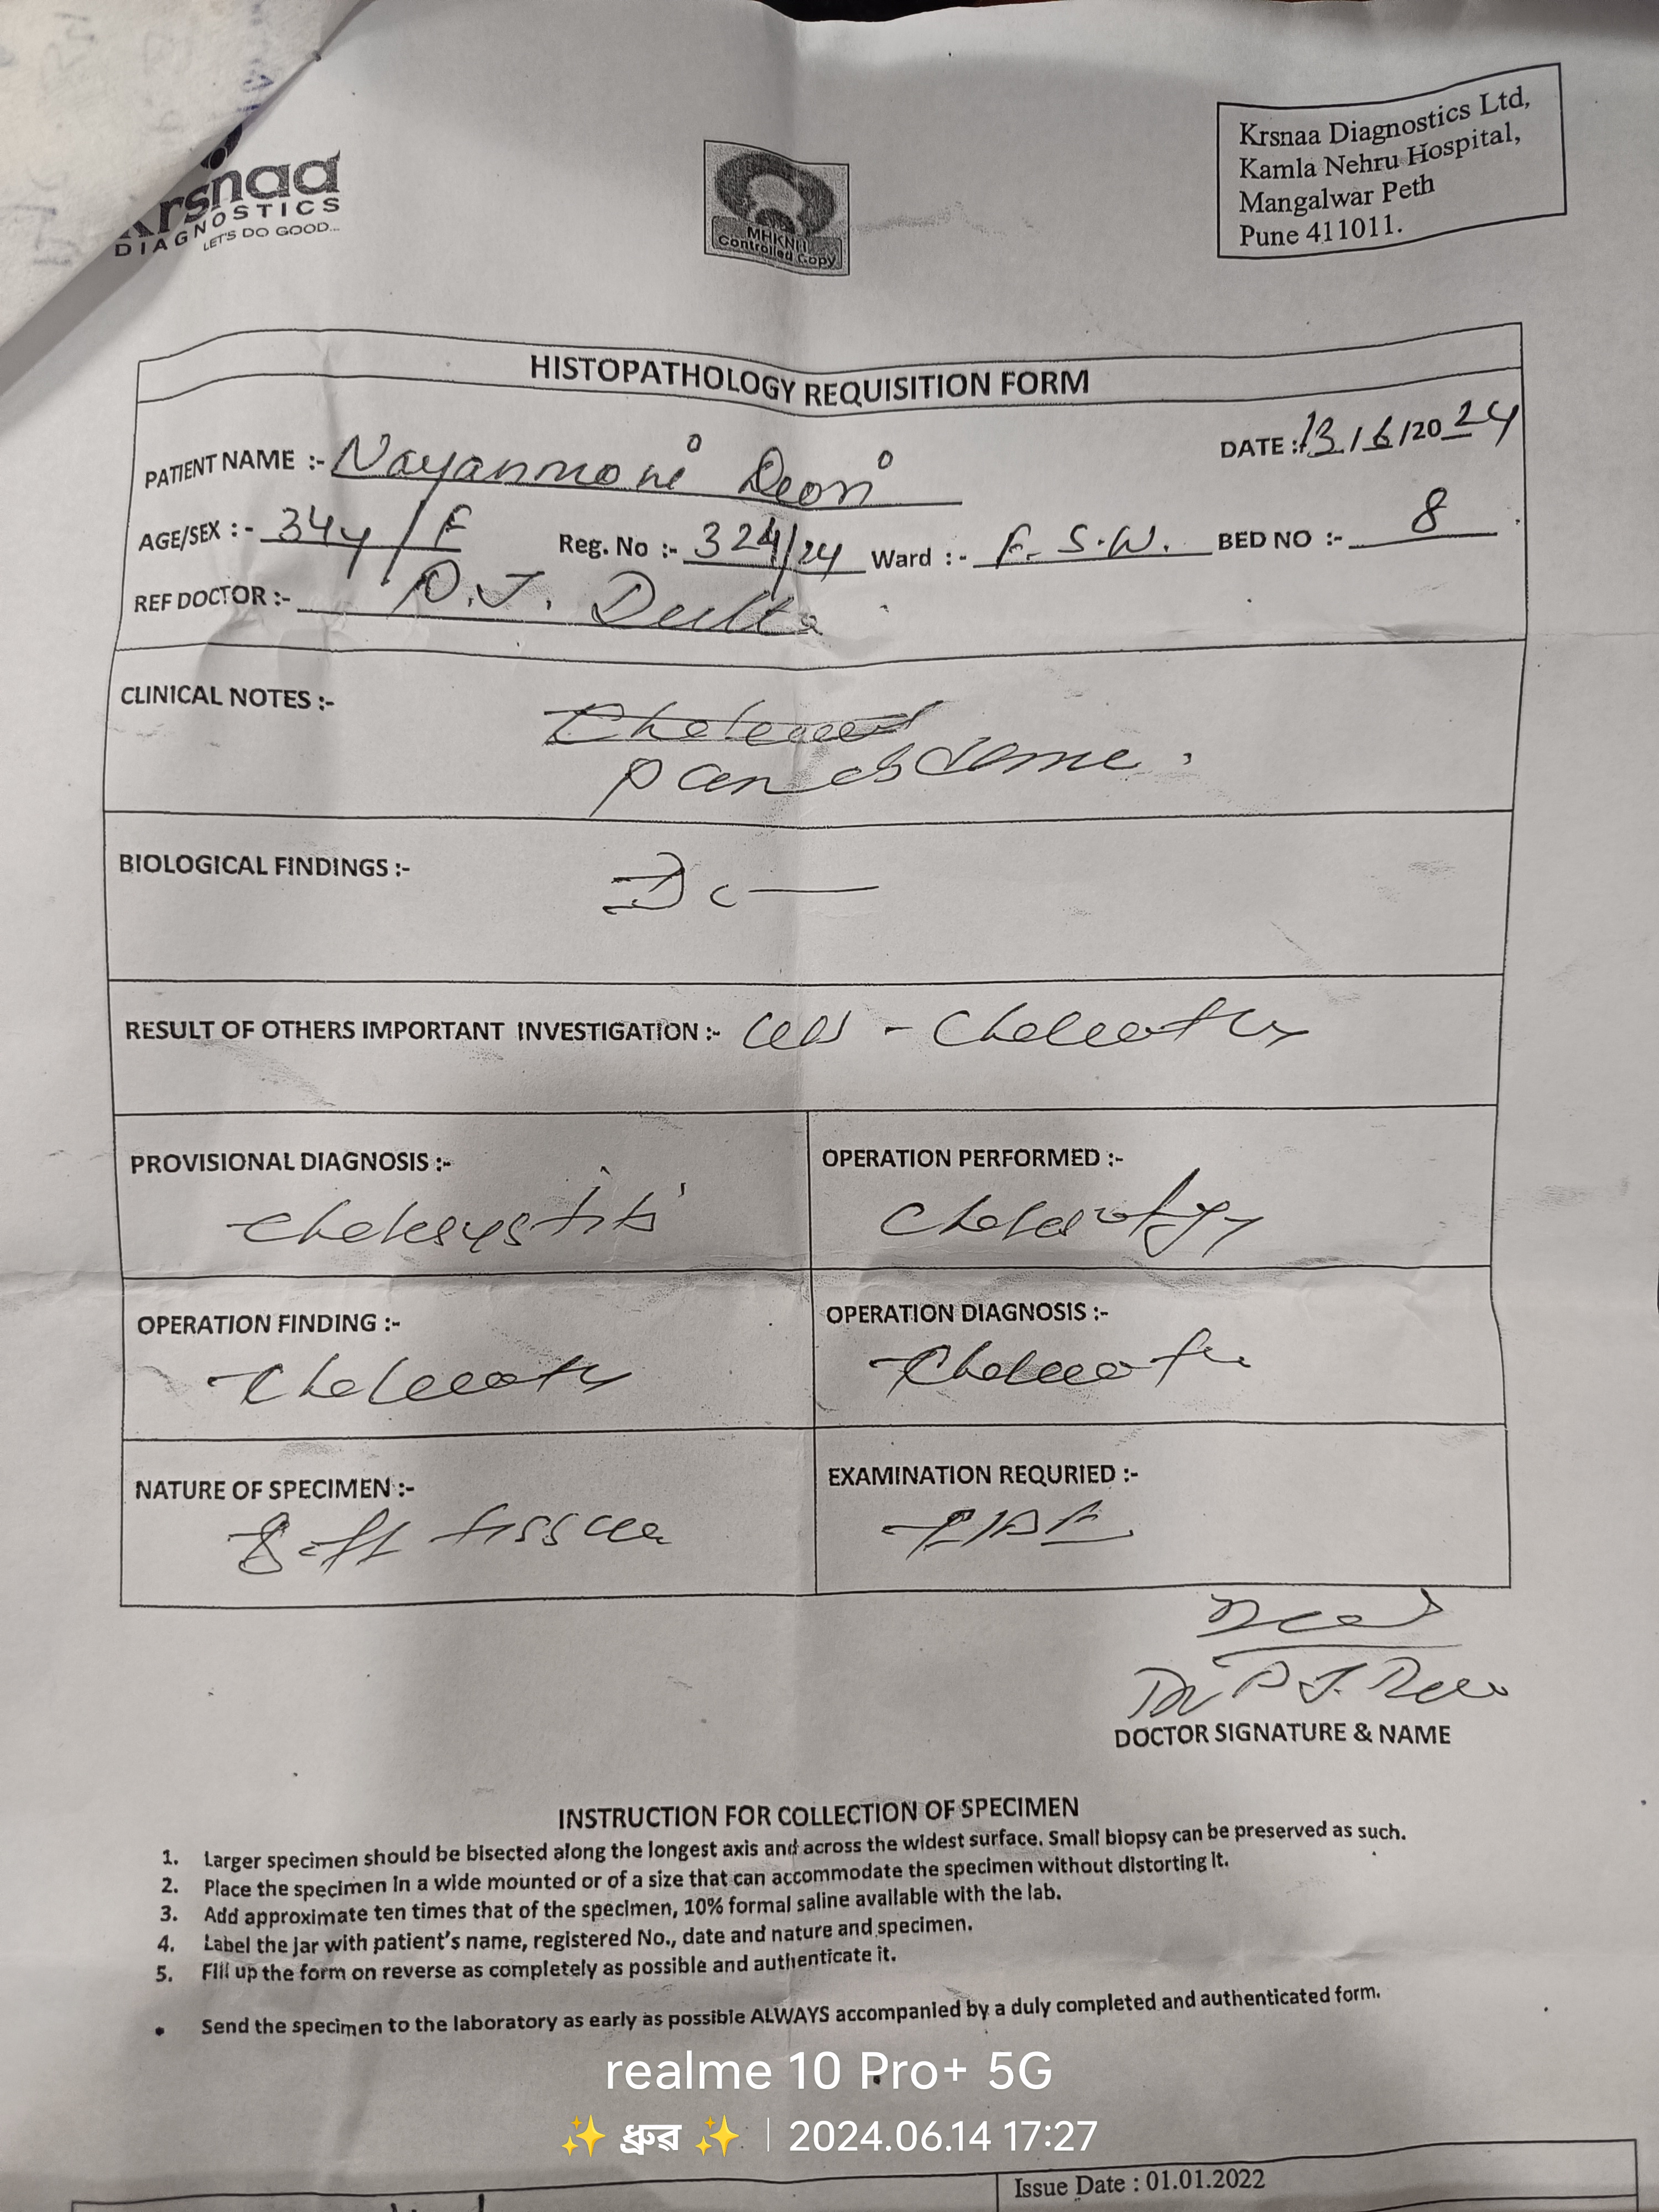 Krsnaa
DIAGNOSTICS
LET'S DO GOOD...
MHKNH
Controlled Copy
Krsnaa Diagnostics Ltd,
Kamla Nehru Hospital,
Mangalwar Peth
Pune 411011.
HISTOPATHOLOGY REQUISITION FORM
PATIENT NAME :- Nayanmoni Deori DATE :- 13/6/2024
AGE/SEX :- 34y/F Reg. No :- 324/24 Ward :- F.S.W. BED NO :- 8
REF DOCTOR :- P.J. Dutta
CLINICAL NOTES :-
pan
BIOLOGICAL FINDINGS :-
RESULT OF OTHERS IMPORTANT INVESTIGATION :-
PROVISIONAL DIAGNOSIS :- OPERATION PERFORMED :-
OPERATION FINDING :- OPERATION DIAGNOSIS :-
NATURE OF SPECIMEN :- EXAMINATION REQURIED :-
Soft tissue
Dr P J.
DOCTOR SIGNATURE & NAME
INSTRUCTION FOR COLLECTION OF SPECIMEN
1. Larger specimen should be bisected along the longest axis and across the widest surface. Small biopsy can be preserved as such.
2. Place the specimen in a wide mounted or of a size that can accommodate the specimen without distorting it.
3. Add approximate ten times that of the specimen, 10% formal saline available with the lab.
4. Label the jar with patient's name, registered No., date and nature and specimen.
5. Fill up the form on reverse as completely as possible and authenticate it.
• Send the specimen to the laboratory as early as possible ALWAYS accompanied by a duly completed and authenticated form.
realme 10 Pro+ 5G
✨ ধ্ৰুৱ ✨ | 2024.06.14 17:27
Issue Date : 01.01.2022